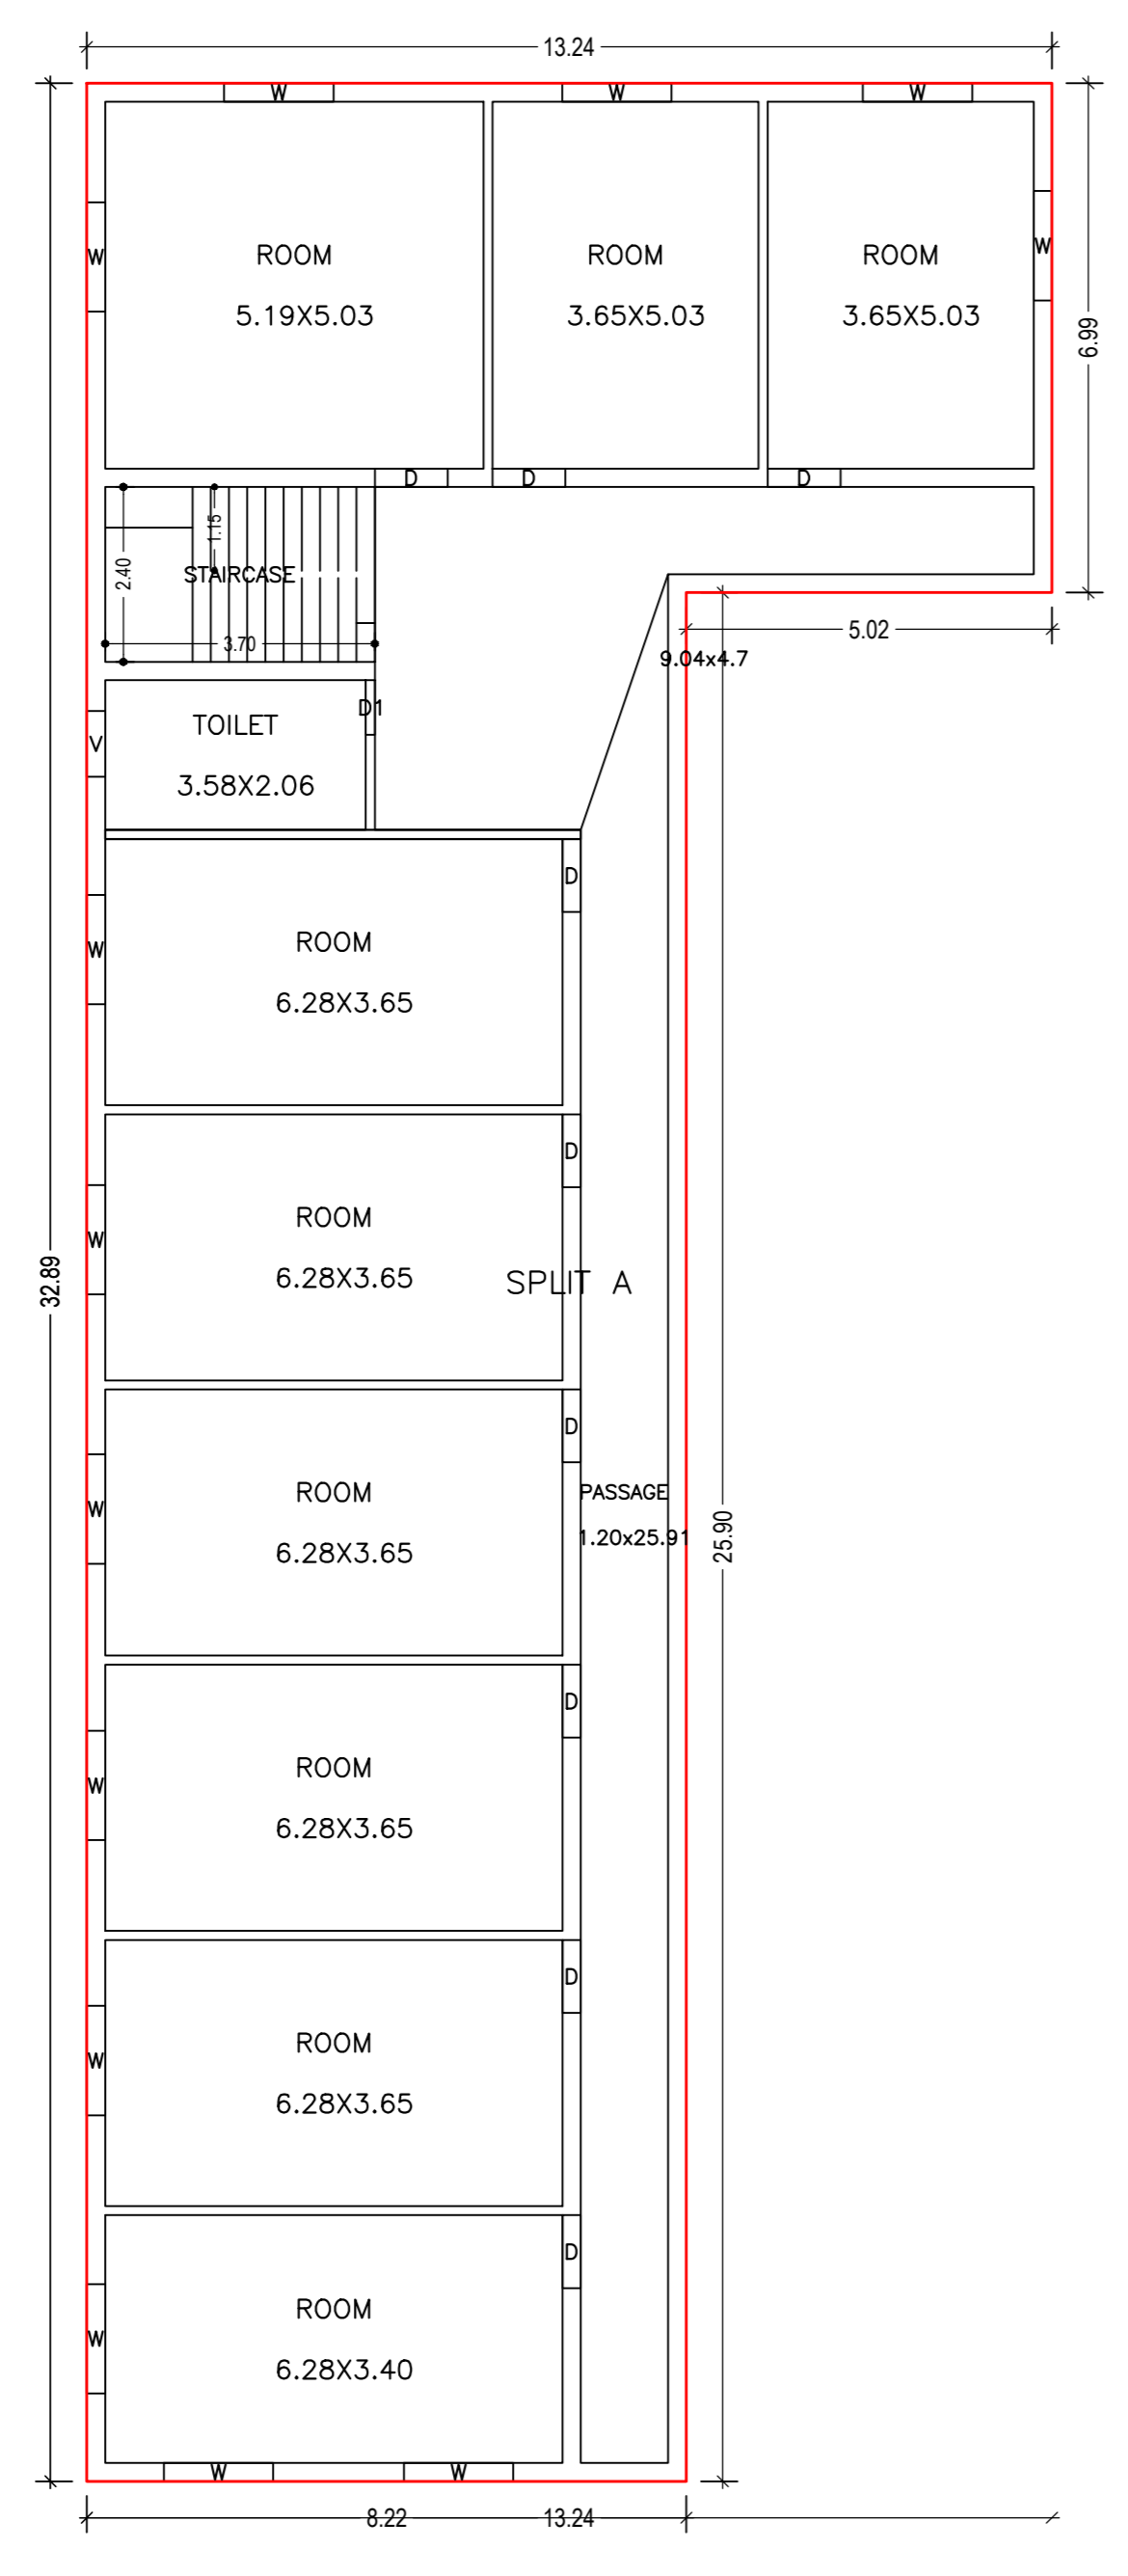 13.24
W
W
W
W
W
ROOM
5.19X5.03
ROOM
3.65X5.03
ROOM
3.65X5.03
6.99
D
D
D
1.15
2.40
STAIRCASE
3.70
5.02
9.04x4.7
D1
TOILET
3.58X2.06
V
D
ROOM
W
6.28X3.65
D
ROOM
W
6.28X3.65
SPLIT A
32.89
D
ROOM
W
6.28X3.65
PASSAGE
1.20x25.91
25.90
D
ROOM
W
6.28X3.65
D
ROOM
W
6.28X3.65
D
ROOM
W
6.28X3.40
W
W
8.22
13.24